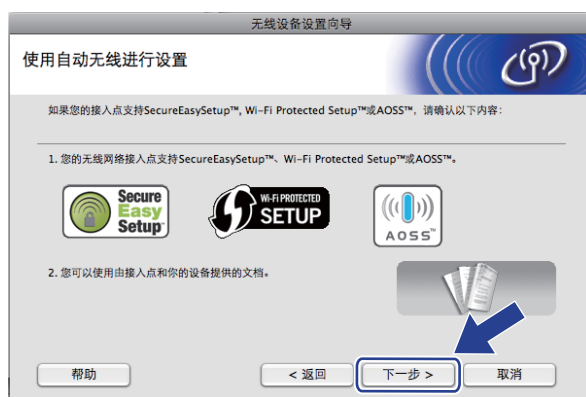 无线设备设置向导
使用自动无线进行设置
如果您的接入点支持SecureEasySetup™, Wi-Fi Protected Setup™或AOSS™，请确认以下内容：
1. 您的无线网络接入点支持SecureEasySetup™、Wi-Fi Protected Setup™或AOSS™。
Secure
Easy
Setup™
Wi-Fi PROTECTED
SETUP
AOSS™
2. 您可以使用由接入点和你的设备提供的文档。
帮助
< 返回
下一步 >
取消